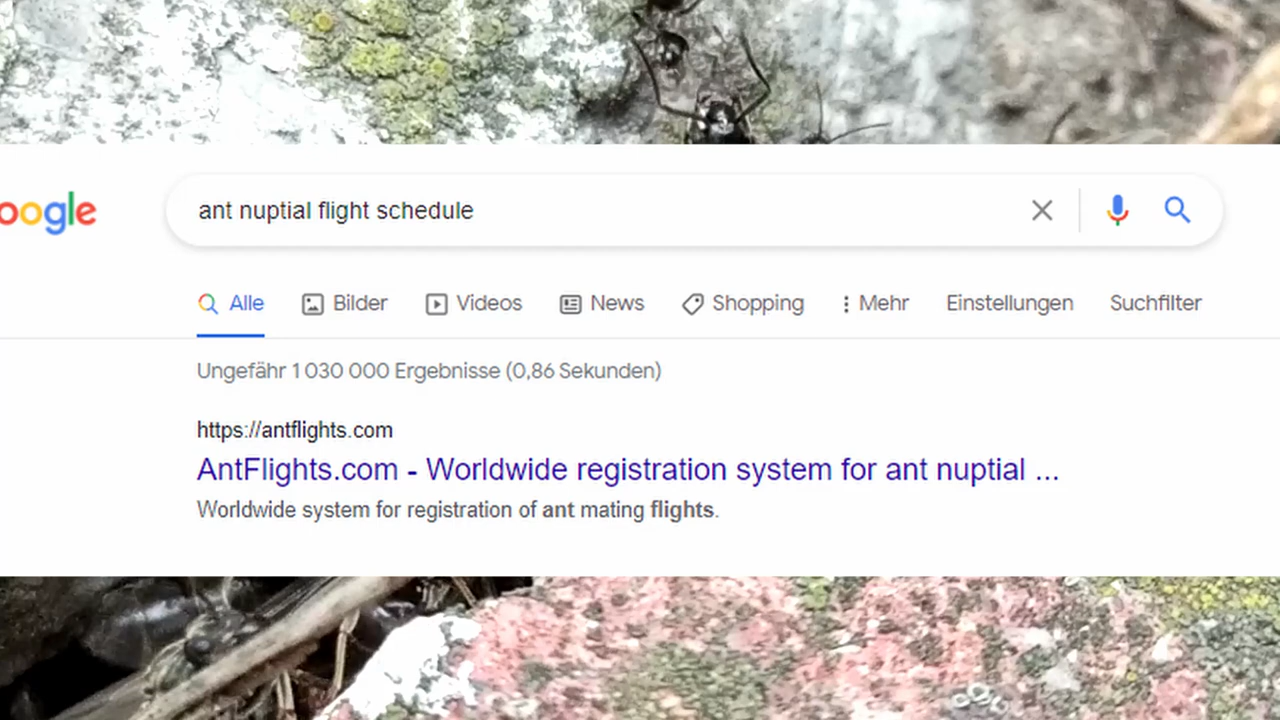 oogle
ant nuptial flight schedule
Alle Bilder Videos News Shopping Mehr Einstellungen Suchfilter
Ungefähr 1 030 000 Ergebnisse (0,86 Sekunden)
https://antflights.com
AntFlights.com - Worldwide registration system for ant nuptial ...
Worldwide system for registration of ant mating flights.